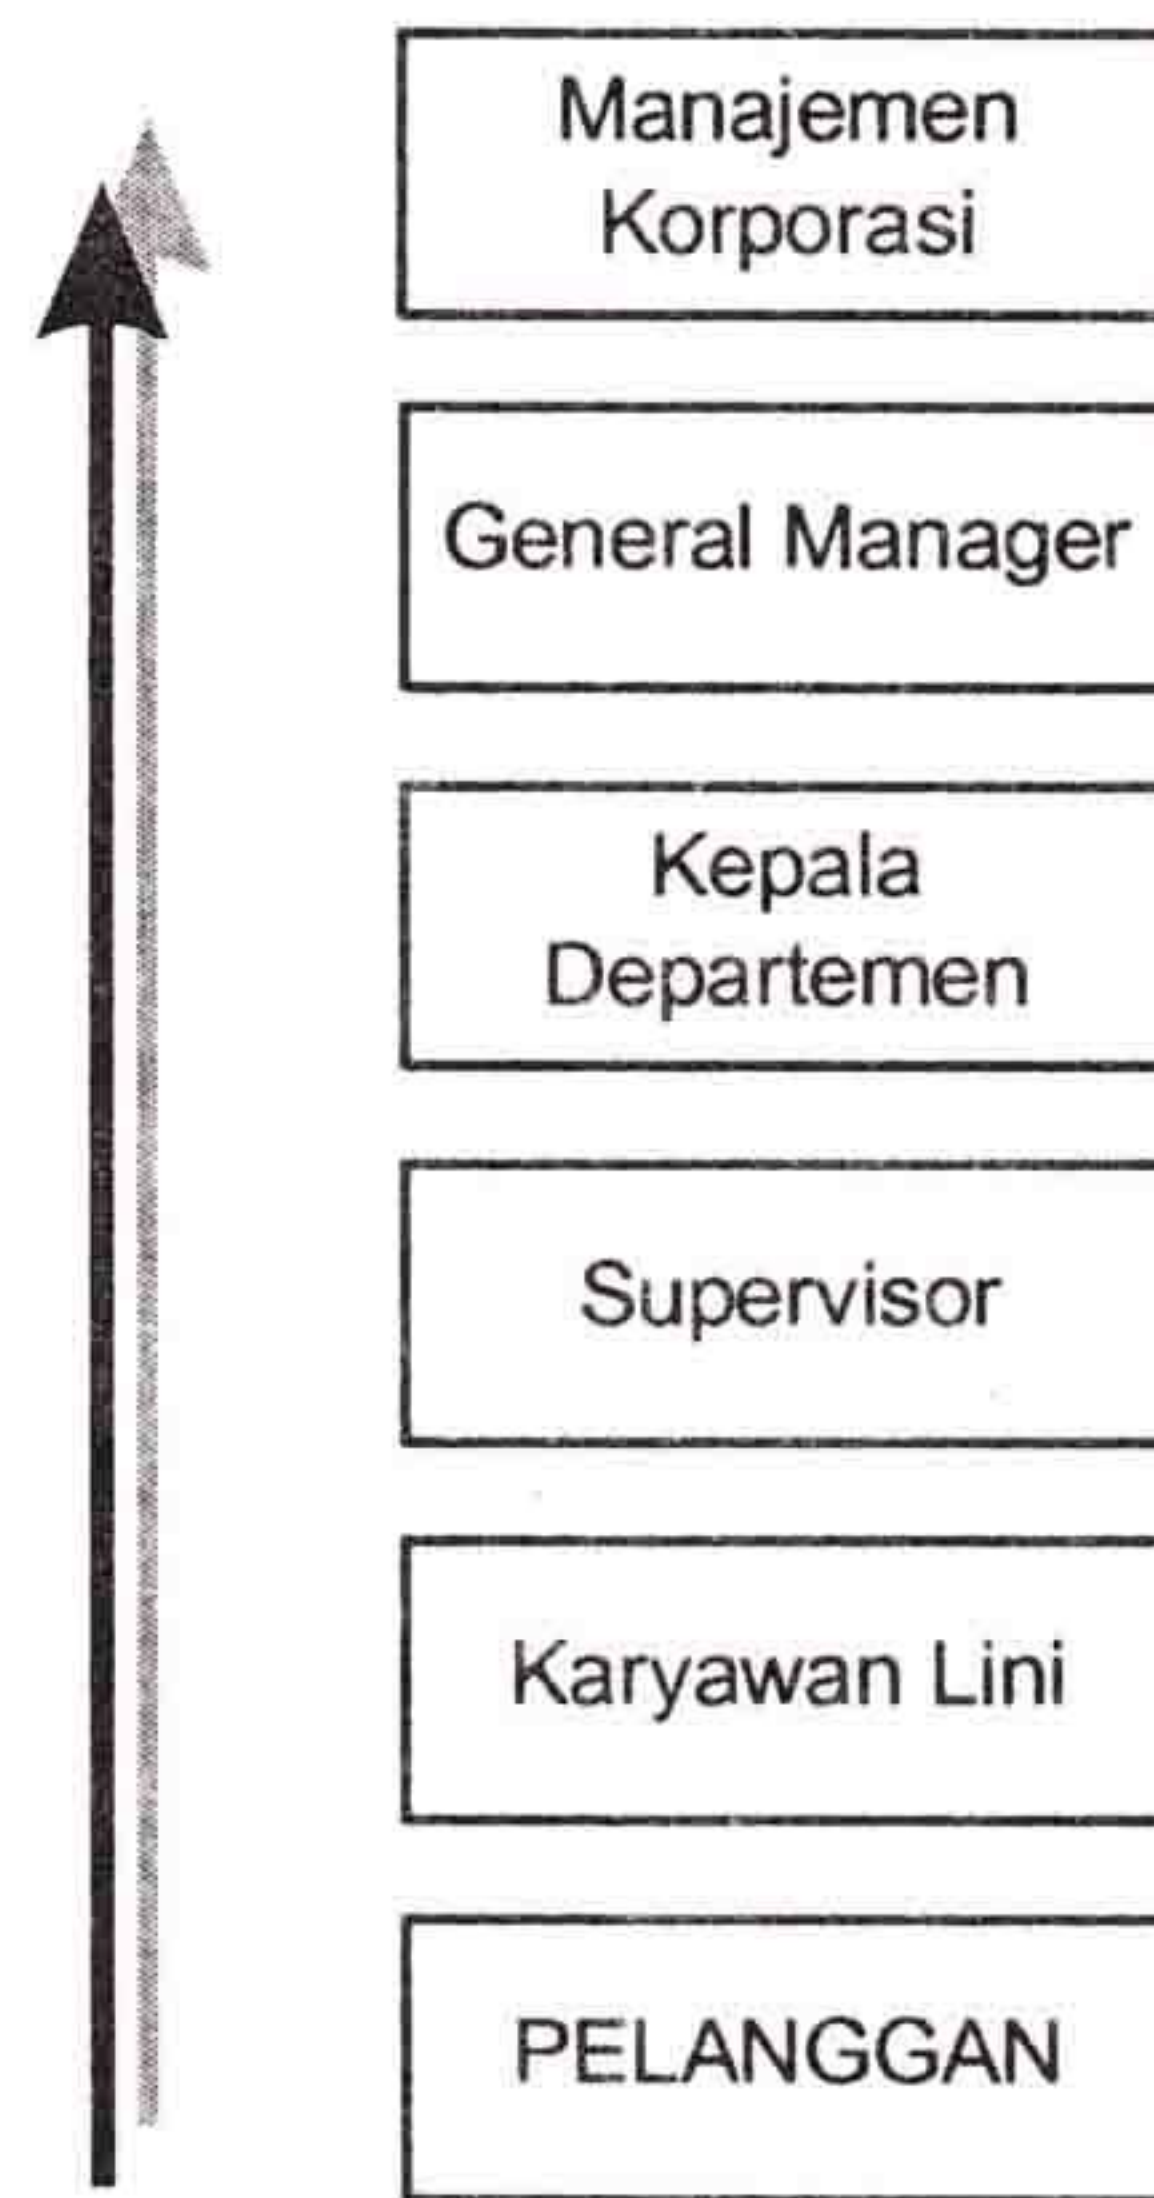 Manajemen
Korporasi
General Manager
Kepala
Departemen
Supervisor
Karyawan Lini
PELANGGAN